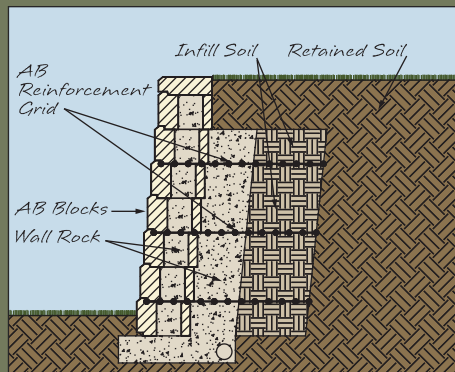 Infill Soil
Retained Soil
AB
Reinforcement
Grid
AB Blocks
Wall Rock